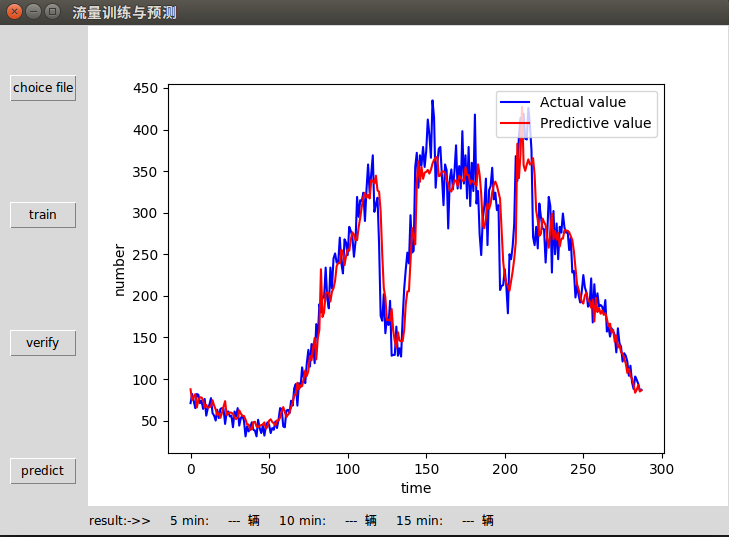 流量训练与预测
choice file
train
verify
predict
Actual value
Predictive value
450
400
350
300
250
200
150
100
50
number
0 50 100 150 200 250 300
time
result:->> 5 min: --- 辆 10 min: --- 辆 15 min: --- 辆